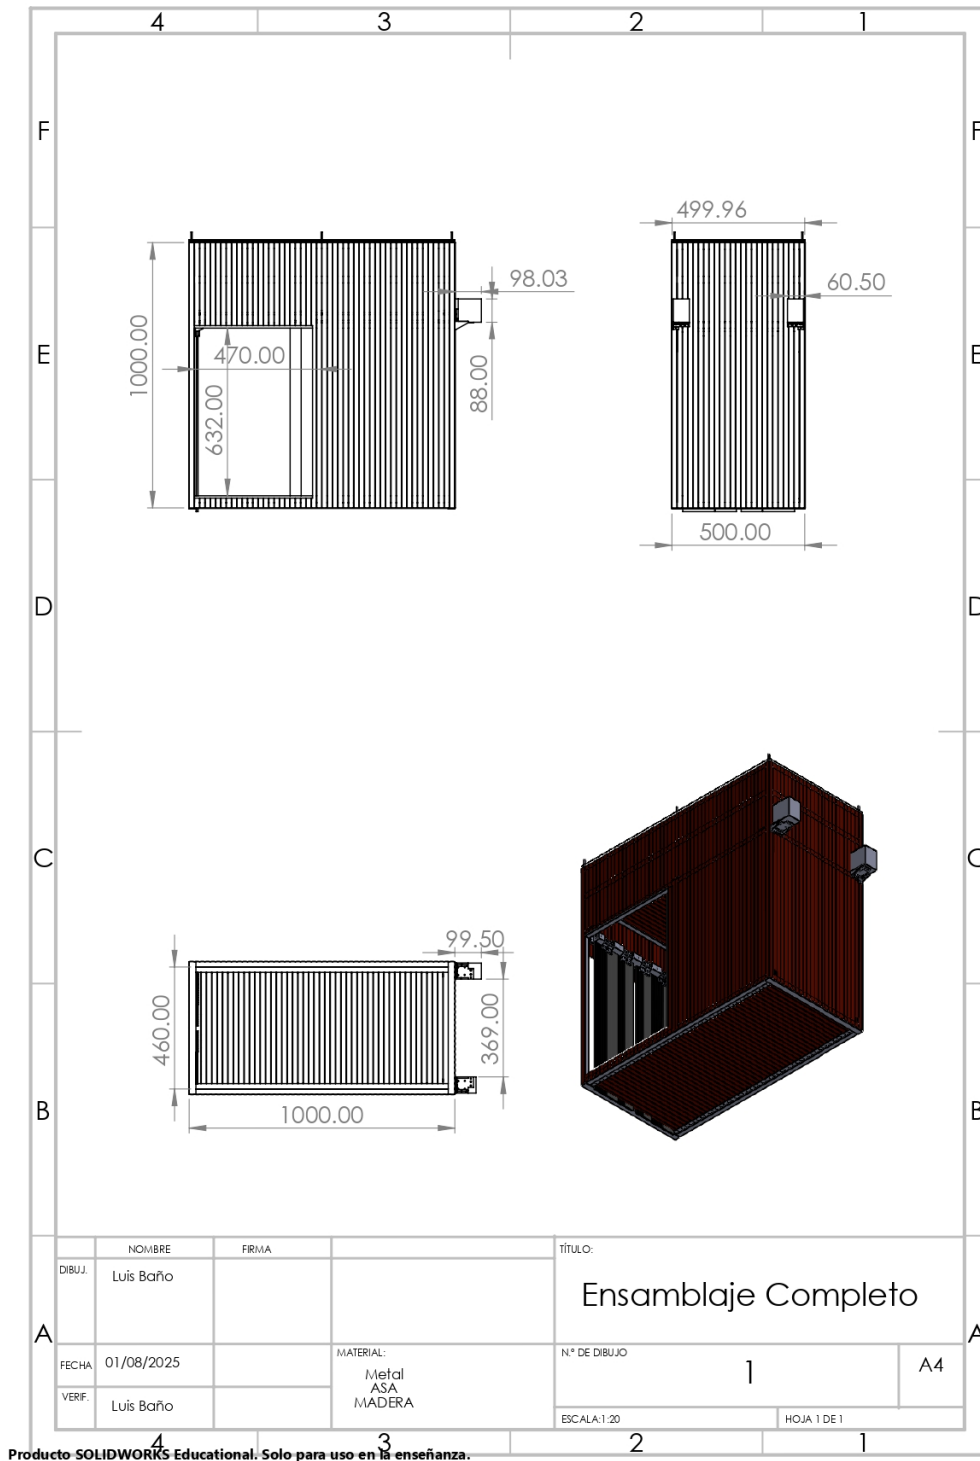 4 3 2 1
F F
499.96
98.03
60.50
1000.00
470.00
632.00
88.00
E E
500.00
D D
C C
99.50
460.00
369.00
1000.00
B B
NOMBRE FIRMA TÍTULO:
DIBUJ. Luis Baño
Ensamblaje Completo
A A
FECHA 01/08/2025
MATERIAL:
Metal
ASA
MADERA
N.º DE DIBUJO
1
A4
VERIF. Luis Baño
ESCALA:1:20 HOJA 1 DE 1
4 3 2 1
Producto SOLIDWORKS Educational. Solo para uso en la enseñanza.